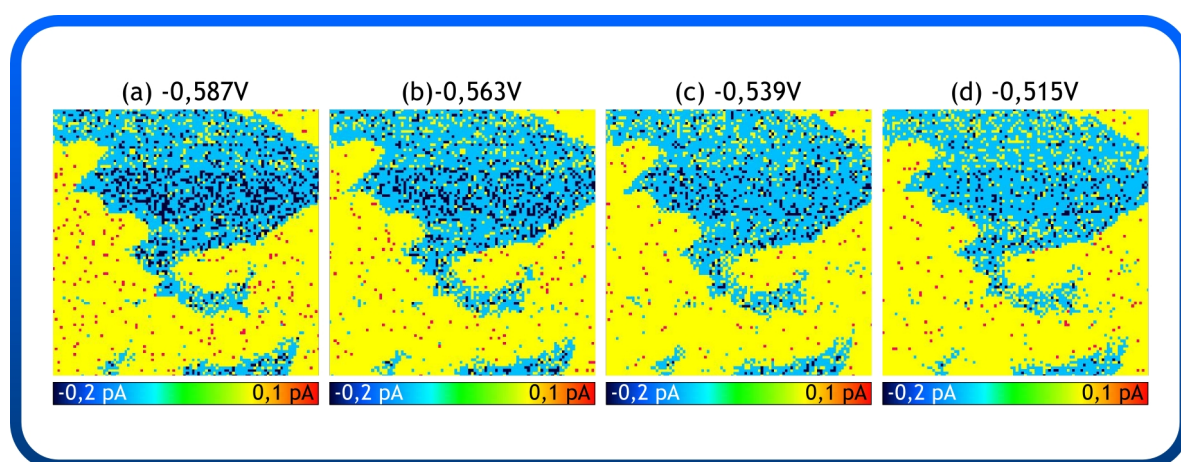 (a) -0,587V
(b)-0,563V
(c) -0,539V
(d) -0,515V
-0,2 pA 0,1 pA
-0,2 pA 0,1 pA
-0,2 pA 0,1 pA
-0,2 pA 0,1 pA